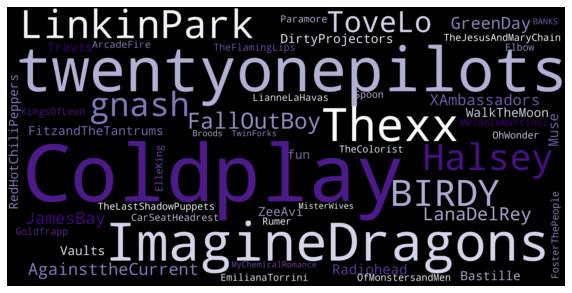 LinkinPark
Paramore
ToveLo
GreenDay
BANKS
Travis
ArcadeFire
TheFlamingLips
DirtyProjectors
TheJesusAndMaryChain
Elbow
twentyonepilots
RedHotChiliPeppers
KingsOfLeon
gnash
LianneLaHavas
Spoon
XAmbassadors
FallOutBoy
Thexx
WalkTheMoon
MelanieMartinez
Muse
FitzandTheTantrums
Broods
TwinForks
OhWonder
Coldplay
ElleKing
fun
TheColorist
Halsey
BIRDY
TheLastShadowPuppets
MisterWives
JamesBay
CarSeatHeadrest
ZeeAvi
LanaDelRey
Goldfrapp
Rumer
FosterThePeople
Vaults
ImagineDragons
AgainsttheCurrent
MyChemicalRomance
Radiohead
Bastille
EmilianaTorrini
OfMonstersandMen